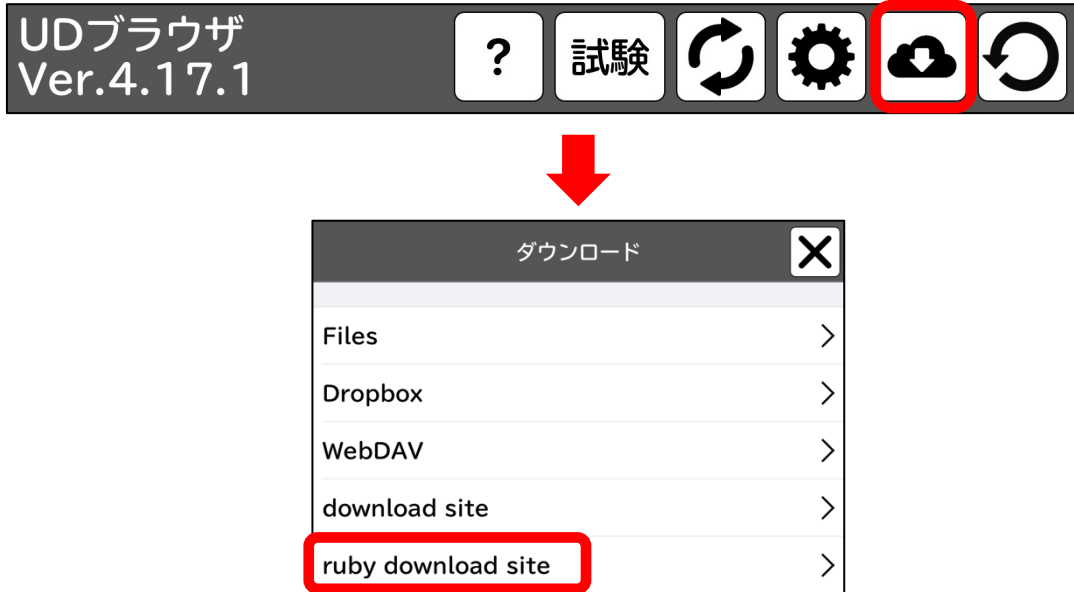 UDブラウザ
Ver.4.17.1
?
試験
ダウンロード
Files
Dropbox
WebDAV
download site
ruby download site